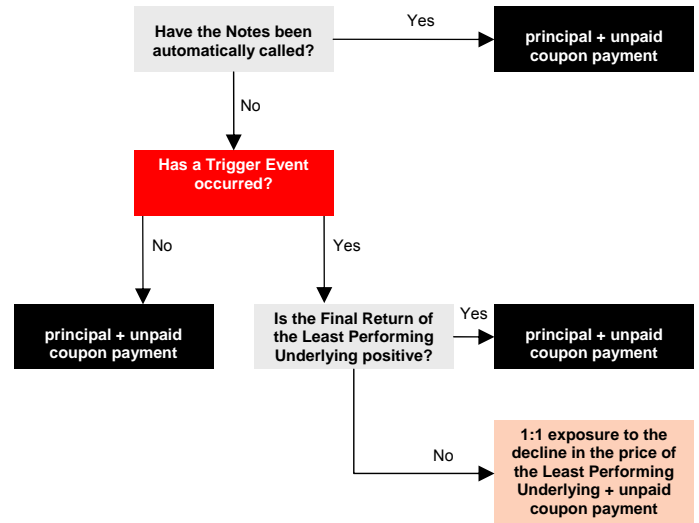 Have the Notes been
automatically called?
Yes
principal + unpaid
coupon payment
No
Has a Trigger Event
occurred?
No
Yes
principal + unpaid
coupon payment
Is the Final Return of
the Least Performing
Underlying positive?
Yes
principal + unpaid
coupon payment
No
1:1 exposure to the
decline in the price of
the Least Performing
Underlying + unpaid
coupon payment